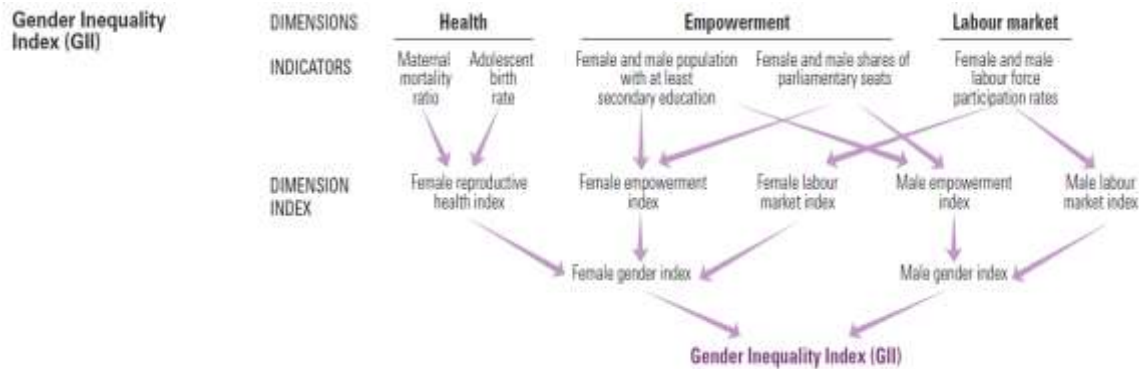 Gender Inequality
Index (GII)
DIMENSIONS
Health
Empowerment
Labour market
INDICATORS
Maternal
mortality
ratio
Adolescent
birth
rate
Female and male population
with at least
secondary education
Female and male shares of
parliamentary seats
Female and male
labour force
participation rates
DIMENSION
INDEX
Female reproductive
health index
Female empowerment
index
Female labour
market index
Male empowerment
index
Male labour
market index
Female gender index
Male gender index
Gender Inequality Index (GII)